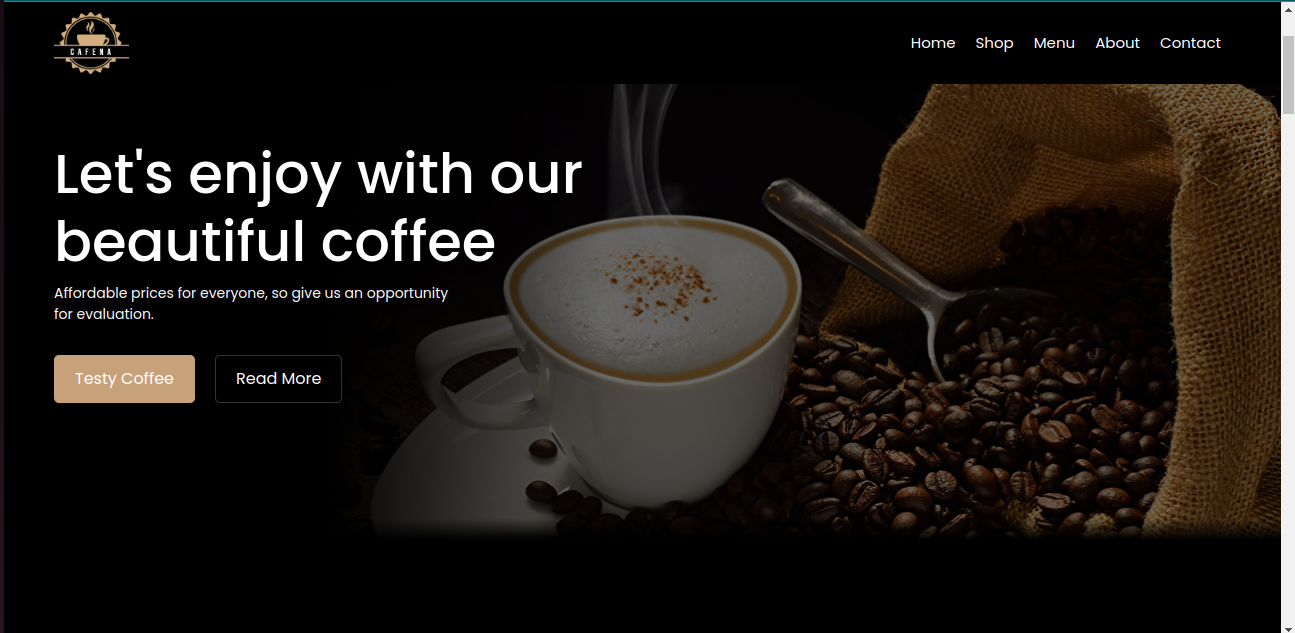 CAFENA
Home Shop Menu About Contact
Let's enjoy with our
beautiful coffee
Affordable prices for everyone, so give us an opportunity
for evaluation.
Testy Coffee Read More